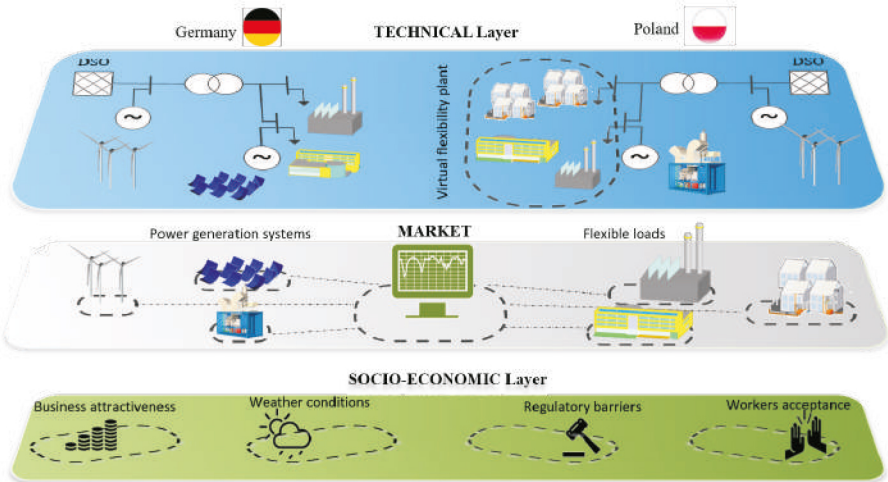 Germany
TECHNICAL Layer
Poland
DSO
DSO
Virtual flexibility plant
Power generation systems
MARKET
Flexible loads
SOCIO-ECONOMIC Layer
Business attractiveness
Weather conditions
Regulatory barriers
Workers acceptance